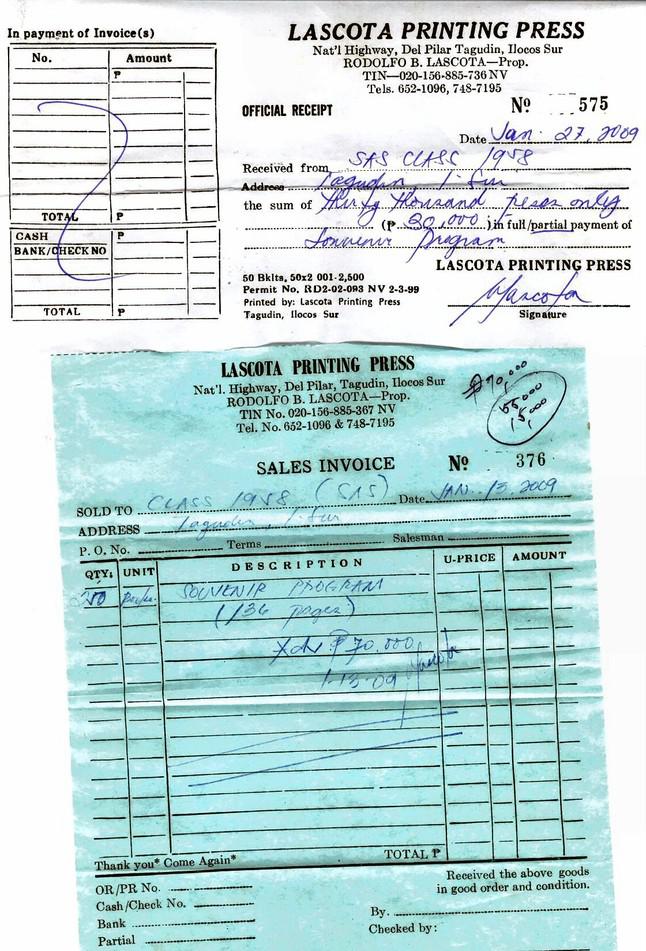 In payment of Invoice(s)
No. Amount
₱
TOTAL ₱
CASH ₱
BANK/CHECK NO
TOTAL ₱
LASCOTA PRINTING PRESS
Nat'l Highway, Del Pilar Tagudin, Ilocos Sur
RODOLFO B. LASCOTA—Prop.
TIN—020-156-885-736 NV
Tels. 652-1096, 748-7195
OFFICIAL RECEIPT No 575
Date Jan. 27, 2009
Received from SAS CLASS 1958
Address Tagudin, I. Sur
the sum of thirty thousand pesos only
(₱ 30,000) in full/partial payment of
Souvenir Program
LASCOTA PRINTING PRESS
50 Bklts, 50x2 001-2,500
Permit No. RD2-02-093 NV 2-3-99
Printed by: Lascota Printing Press
Tagudin, Ilocos Sur
Lascota
Signature
LASCOTA PRINTING PRESS
Nat'l. Highway, Del Pilar, Tagudin, Ilocos Sur
RODOLFO B. LASCOTA—Prop.
TIN No. 020-156-885-367 NV
Tel. No. 652-1096 & 748-7195
₱70,000
55,000
15,000
SALES INVOICE No 376
SOLD TO CLASS 1958 (SAS) Date JAN. 13, 2009
ADDRESS Tagudin, I. Sur
P. O. No. Terms Salesman
QTY. UNIT DESCRIPTION U-PRICE AMOUNT
SOUVENIR PROGRAM
(136 pages)
₱70,000
1-13-09 Lascota
Thank you* Come Again* TOTAL ₱
OR/PR No.
Cash/Check No.
Bank
Partial
Received the above goods
in good order and condition.
By.
Checked by: